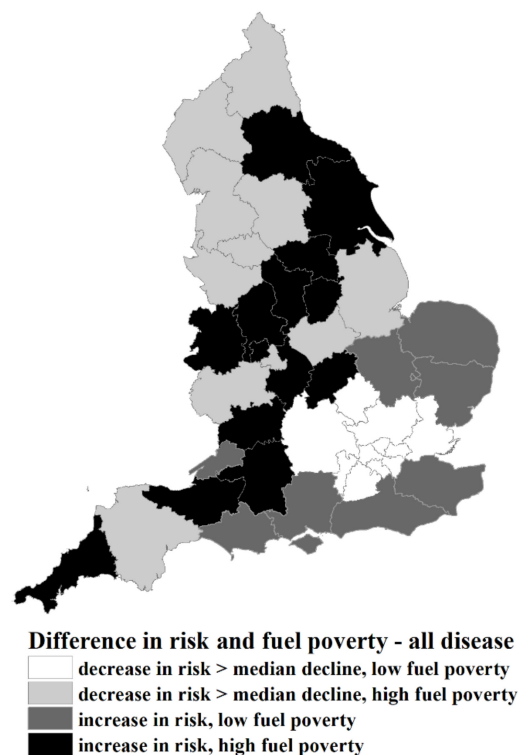 Difference in risk and fuel poverty - all disease
decrease in risk > median decline, low fuel poverty
decrease in risk > median decline, high fuel poverty
increase in risk, low fuel poverty
increase in risk, high fuel poverty